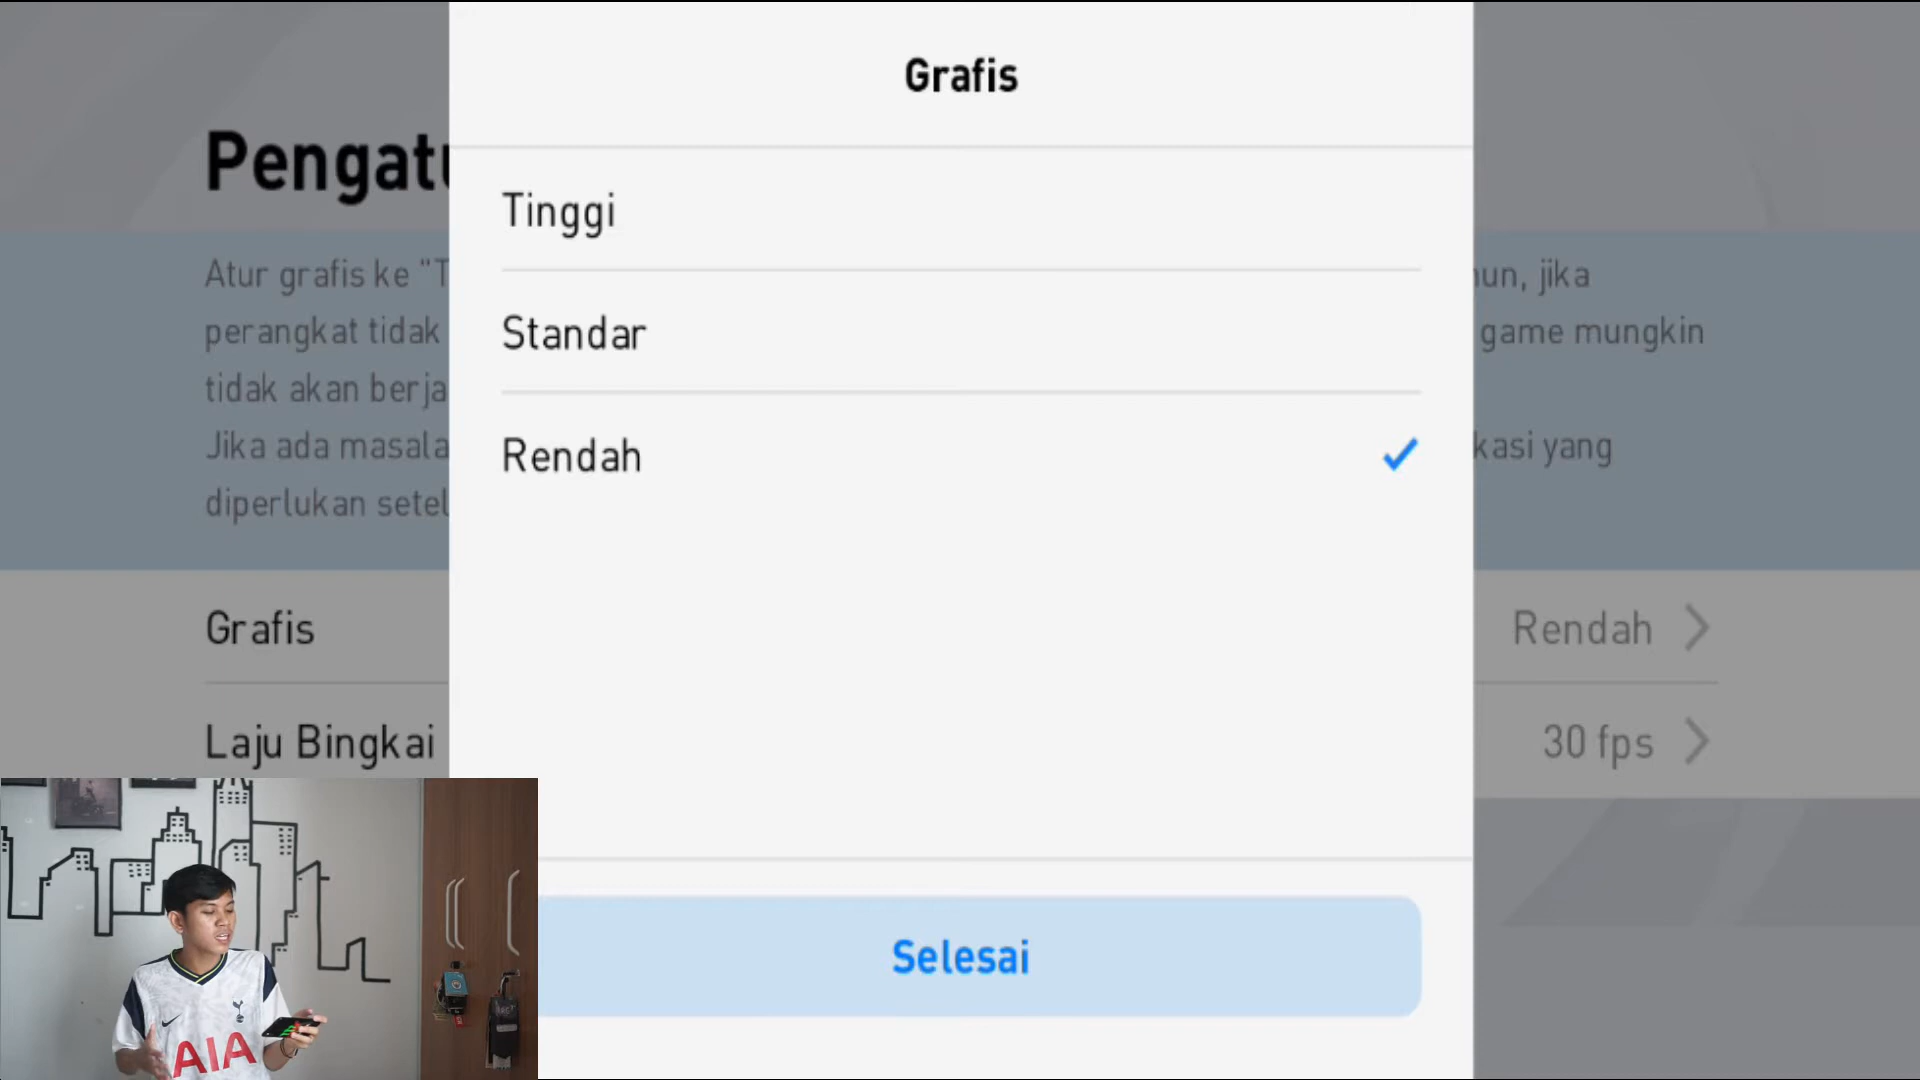 Grafis
Pengatu
Tinggi
Atur grafis ke "T
un, jika
perangkat tidak
Standar
game mungkin
tidak akan berja
Jika ada masala
Rendah
kasi yang
diperlukan setel
Grafis
Rendah
Laju Bingkai
30 fps
Selesai
AIA